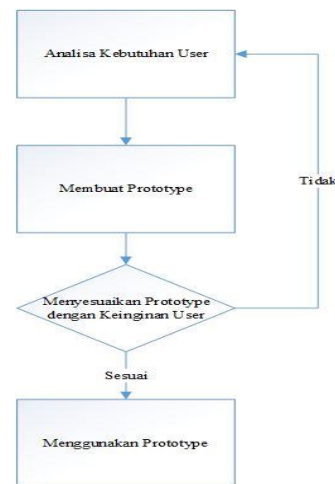 Analisa Kebutuhan User
Membuat Prototype
Tidak
Menyesuaikan Prototype
dengan Keinginan User
Sesuai
Menggunakan Prototype